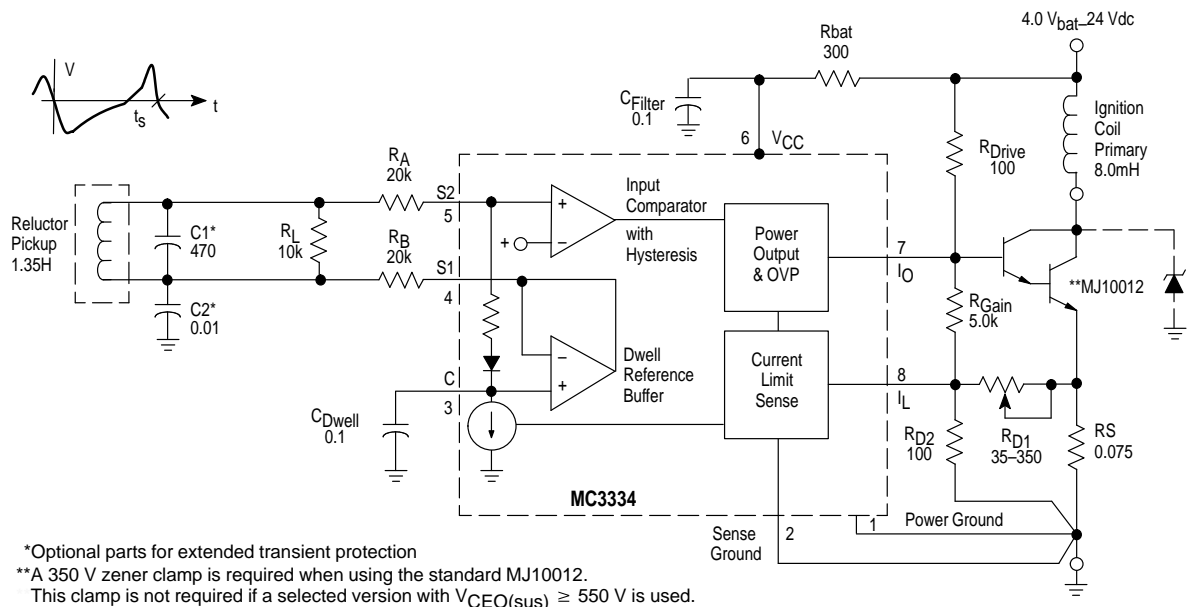 4.0 Vbat–24 Vdc
Rbat
300
V
t
ts
CFilter
0.1
6
VCC
RDrive
100
Ignition
Coil
Primary
8.0mH
RA
20k
S2
5
Input
Comparator
with
Hysteresis
+
–
+
Reluctor
Pickup
1.35H
C1*
470
RL
10k
RB
20k
S1
4
Power
Output
& OVP
7
IO
**MJ10012
C2*
0.01
RGain
5.0k
–
+
Dwell
Reference
Buffer
Current
Limit
Sense
8
IL
C
3
CDwell
0.1
RD2
100
RD1
35–350
RS
0.075
MC3334
Sense
Ground
2
1
Power Ground
*Optional parts for extended transient protection
**A 350 V zener clamp is required when using the standard MJ10012.
This clamp is not required if a selected version with VCEO(sus) ≥ 550 V is used.